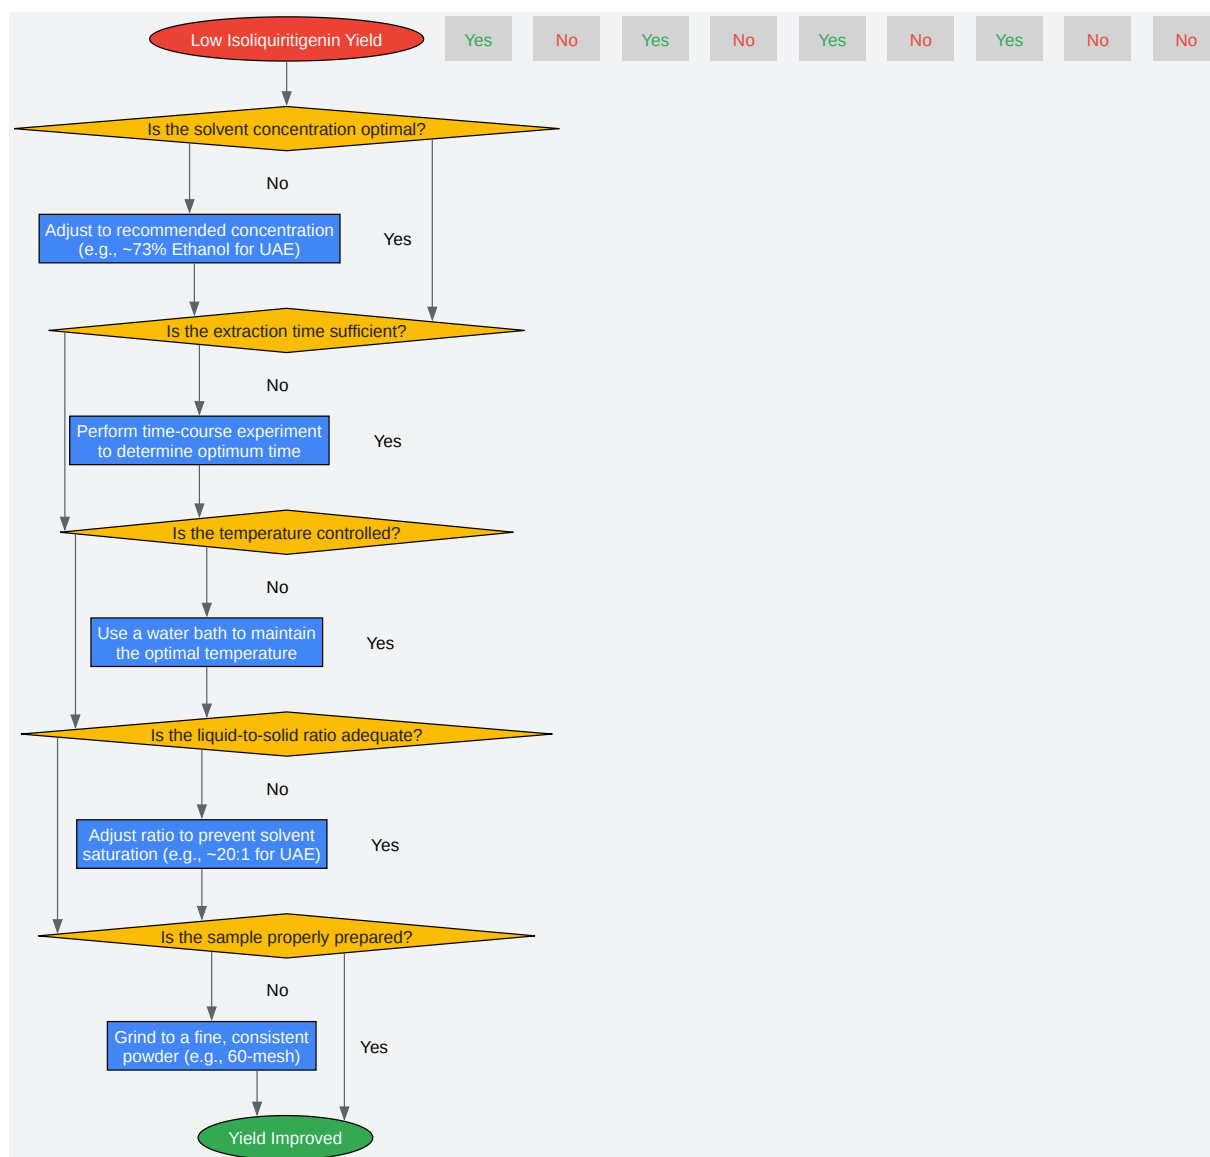 Low Isoliquiritigenin Yield
Yes
No
Yes
No
Yes
No
Yes
No
No
Is the solvent concentration optimal?
No
Adjust to recommended concentration
(e.g., ~73% Ethanol for UAE)
Yes
Is the extraction time sufficient?
No
Perform time-course experiment
to determine optimum time
Yes
Is the temperature controlled?
No
Use a water bath to maintain
the optimal temperature
Yes
Is the liquid-to-solid ratio adequate?
No
Adjust ratio to prevent solvent
saturation (e.g., ~20:1 for UAE)
Yes
Is the sample properly prepared?
No
Grind to a fine, consistent
powder (e.g., 60-mesh)
Yes
Yield Improved